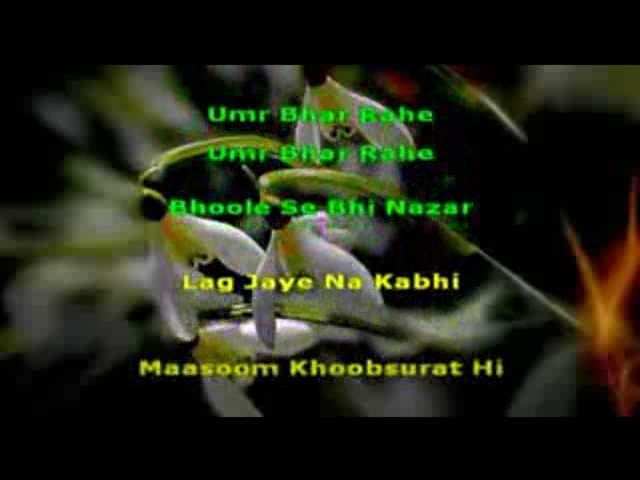 Umr Bhar Rahe
Umr Bhar Rahe
Bhoole Se Bhi Nazar
Lag Jaye Na Kabhi
Maasoom Khoobsurat Hi